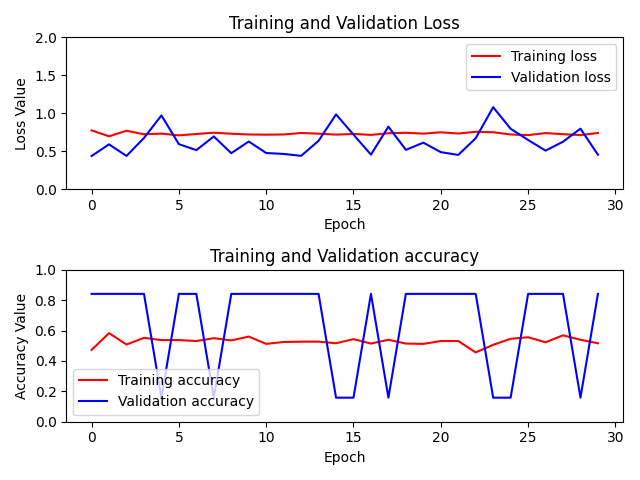 Training and Validation Loss
2.0
1.5
1.0
0.5
0.0
Loss Value
Training loss
Validation loss
0 5 10 15 20 25 30
Epoch
Training and Validation accuracy
1.0
0.8
0.6
0.4
0.2
0.0
Accuracy Value
Training accuracy
Validation accuracy
0 5 10 15 20 25 30
Epoch